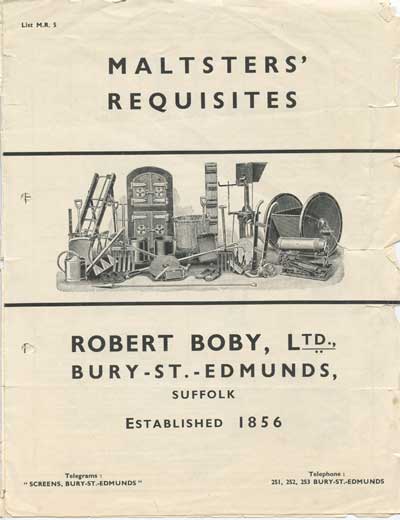 List M.R. 5
MALTSTERS'
REQUISITES
ROBERT BOBY, LTD.,
BURY-ST.-EDMUNDS,
SUFFOLK
ESTABLISHED 1856
Telegrams :
"SCREENS, BURY-ST.-EDMUNDS"
Telephone :
251, 252, 253 BURY-ST.-EDMUNDS